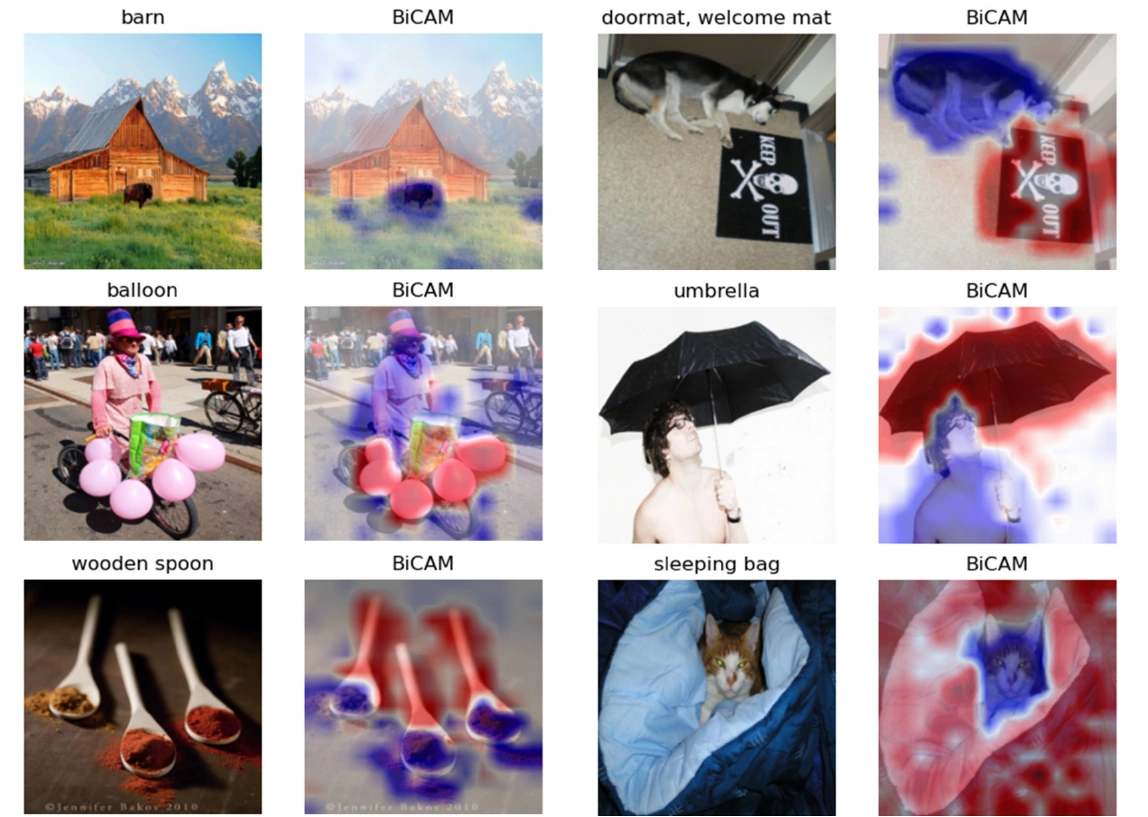 barn BiCAM doormat, welcome mat BiCAM
KEEP OUT KEEP OUT
balloon BiCAM umbrella BiCAM
wooden spoon BiCAM sleeping bag BiCAM
©Jennifer Bakos 2010 ©Jennifer Bakos 2010